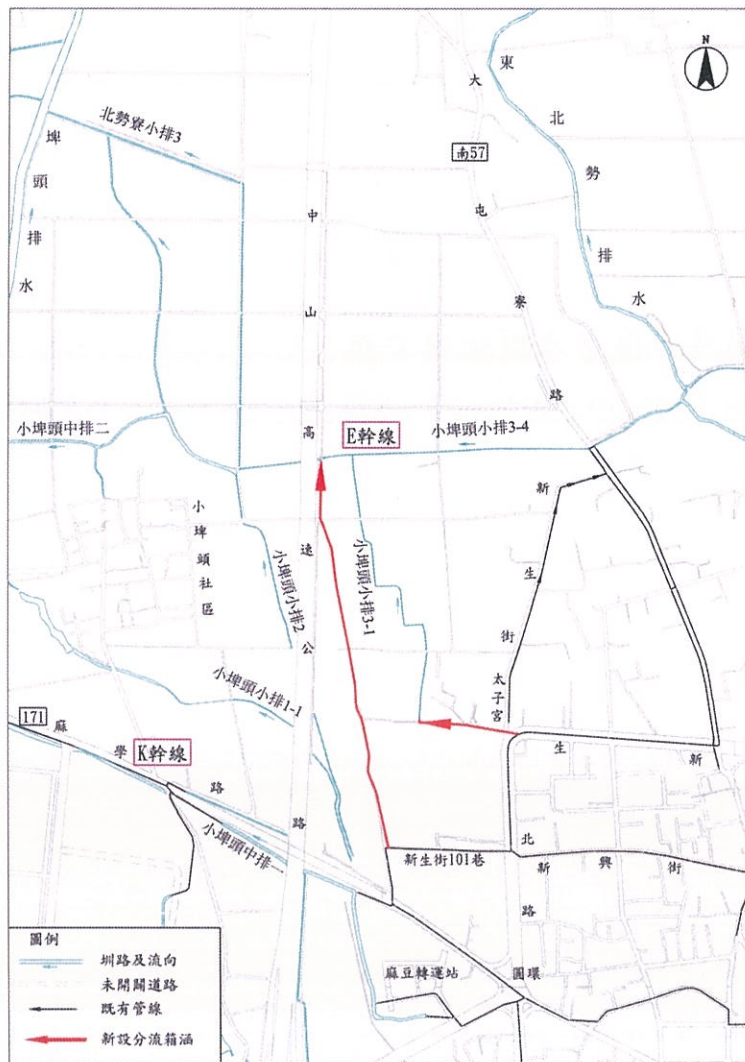 N
大屯寮路
東北勢排水
南57
北勢寮小排3
埤頭排水
中山高速公路
小埤頭中排二
E幹線
小埤頭小排3-4
小埤頭社區
小埤頭小排2
小埤頭小排3-1
新生街
太子宮
小埤頭小排1-1
171
麻學路
K幹線
新生北路
小埤頭中排一
新生街101巷
新興街
麻豆轉運站
圓環
圖例
圳路及流向
未開闢道路
既有管線
新設分流箱涵